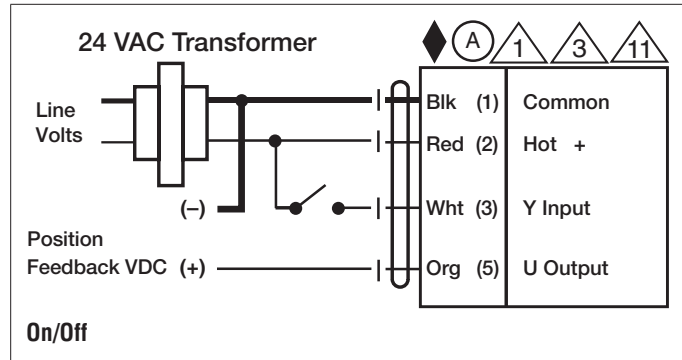 24 VAC Transformer
A
1
3
11
Line
Volts
Blk (1) Common
Red (2) Hot +
(–)
Wht (3) Y Input
Position
Feedback VDC (+)
Org (5) U Output
On/Off